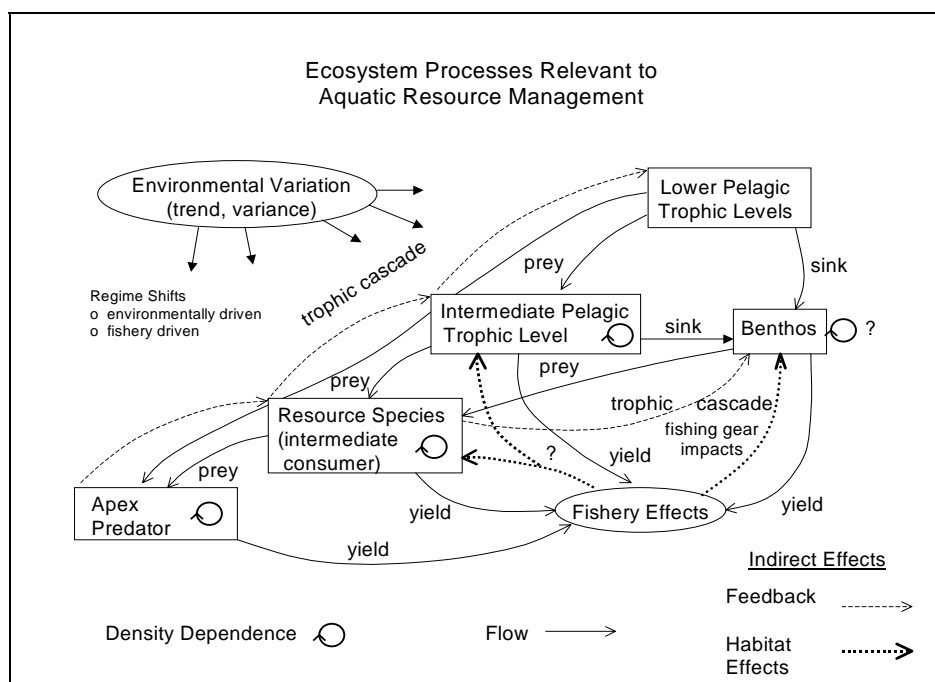 Ecosystem Processes Relevant to
Aquatic Resource Management
Environmental Variation
(trend, variance)
Lower Pelagic
Trophic Levels
Regime Shifts
o environmentally driven
o fishery driven
trophic cascade
prey
sink
Intermediate Pelagic
Trophic Level
sink
Benthos
?
prey
prey
Resource Species
(intermediate
consumer)
trophic cascade
fishing gear
impacts
?
prey
yield
Apex
Predator
yield
Fishery Effects
yield
yield
Indirect Effects
Feedback
Density Dependence
Flow
Habitat
Effects